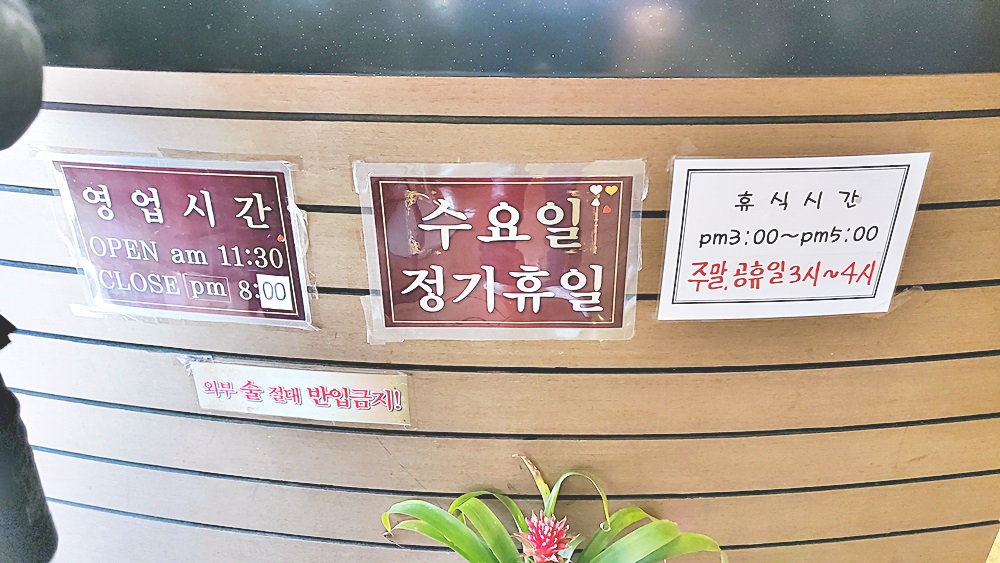 영업시간
OPEN am 11:30
CLOSE pm 8:00
수요일
정기휴일
휴식시간
pm3:00~pm5:00
주말,공휴일 3시~4시
외부 술 절대 반입금지!